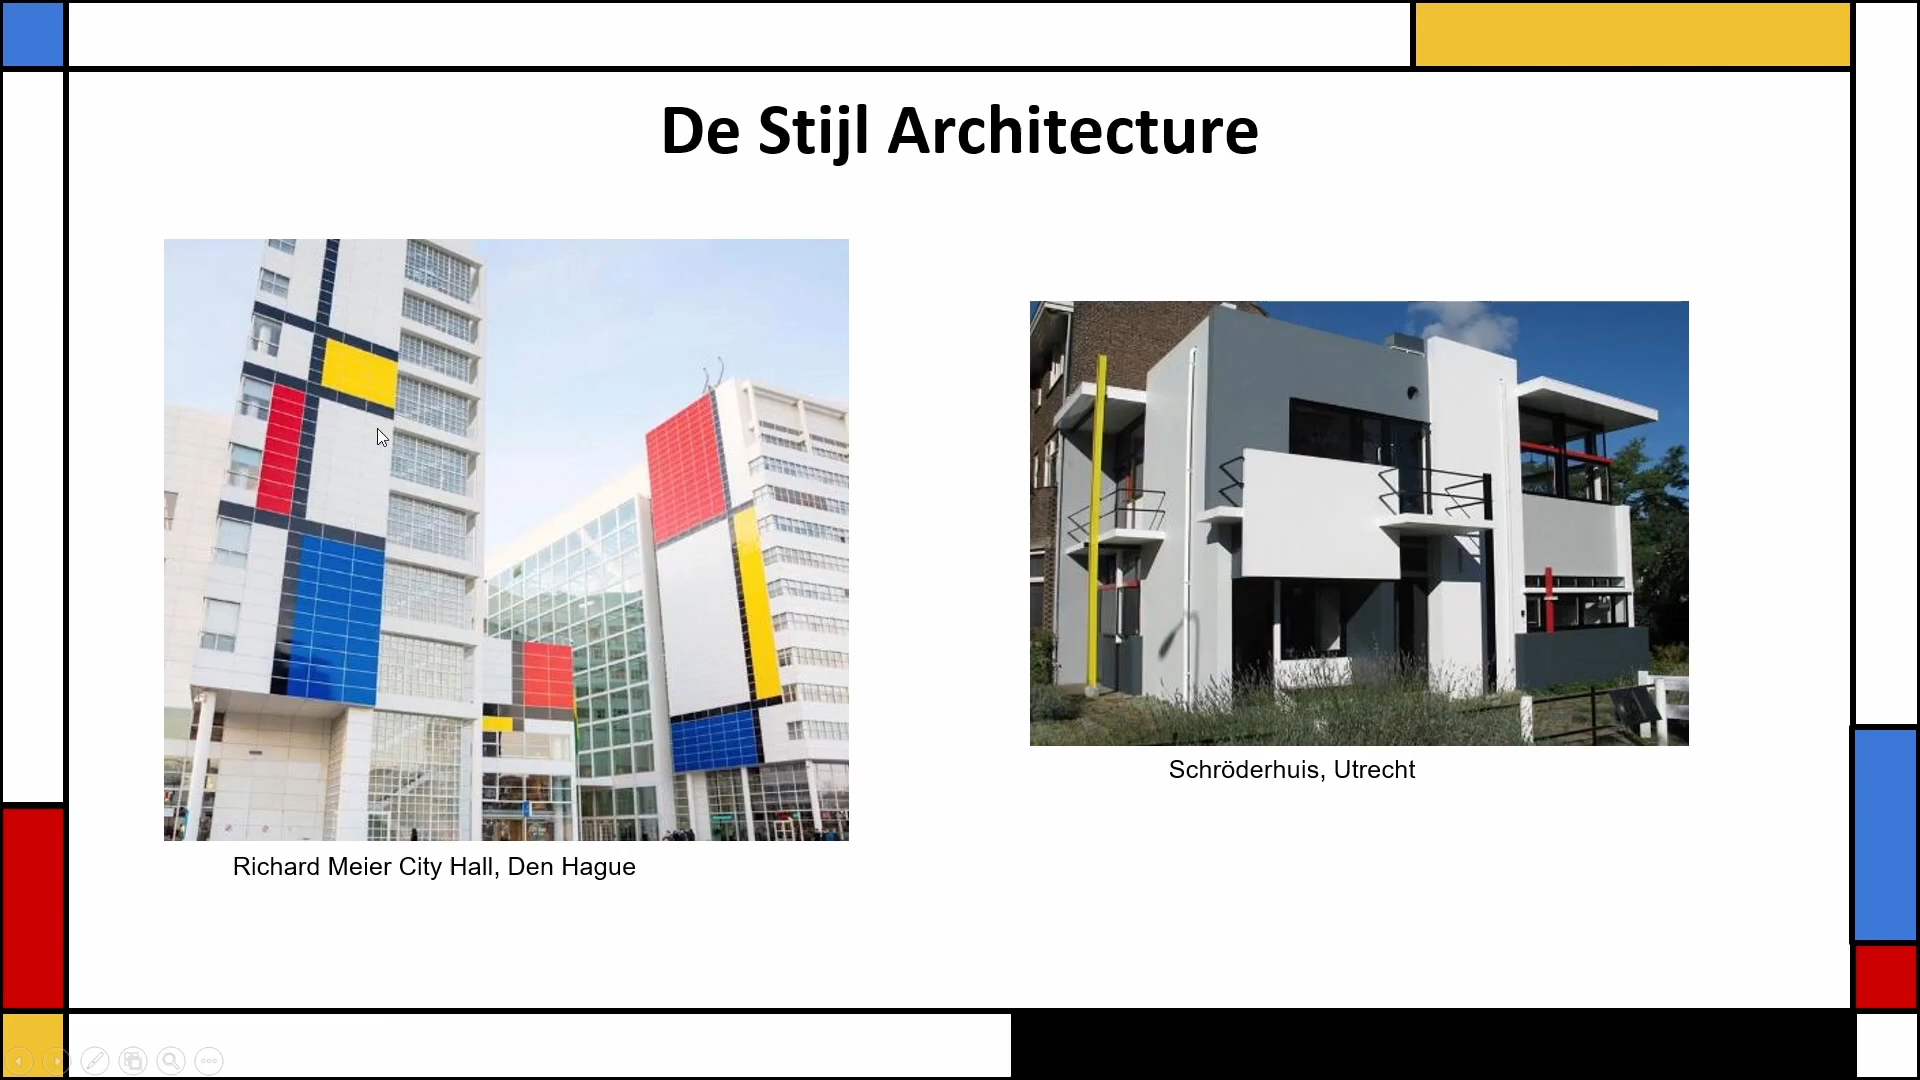 De Stijl Architecture
Richard Meier City Hall, Den Hague
Schröderhuis, Utrecht